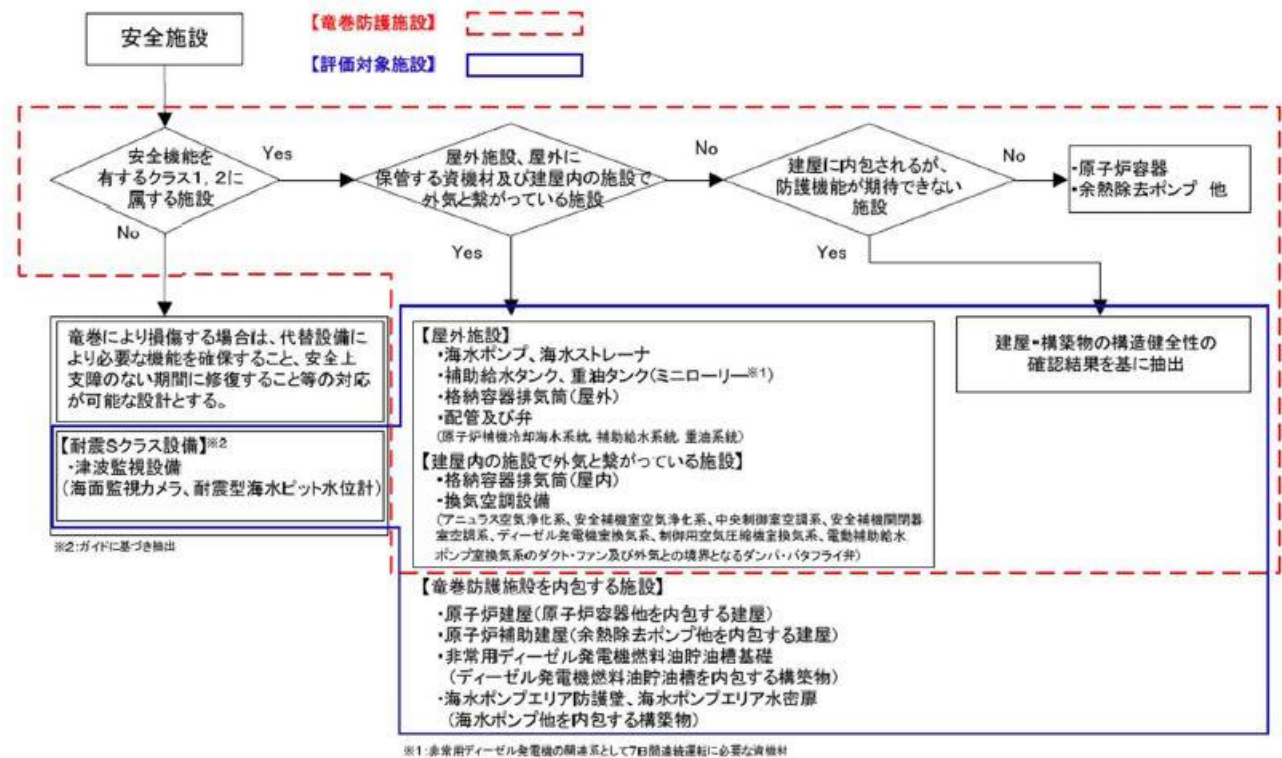 安全施設
【竜巻防護施設】
【評価対象施設】
安全機能を
有するクラス1, 2に
属する施設
Yes
No
屋外施設、屋外に
保管する資機材及び建屋内の施設で
外気と繋がっている施設
No
Yes
建屋に内包されるが、
防護機能が期待できない
施設
No
Yes
・原子炉容器
・余熱除去ポンプ 他
竜巻により損傷する場合は、代替設備に
より必要な機能を確保すること、安全上
支障のない期間に修復すること等の対応
が可能な設計とする。
【耐震Sクラス設備】※2
・津波監視設備
(海面監視カメラ、耐震型海水ピット水位計)
※2:ガイドに基づき抽出
【屋外施設】
・海水ポンプ、海水ストレーナ
・補助給水タンク、重油タンク(ミニローリー※1)
・格納容器排気筒(屋外)
・配管及び弁
(原子炉補機冷却海水系統, 補助給水系統, 重油系統)
【建屋内の施設で外気と繋がっている施設】
・格納容器排気筒(屋内)
・換気空調設備
(アニュラス空気浄化系、安全補機室空気浄化系、中央制御室空調系、安全補機開閉器
室空調系、ディーゼル発電機室換気系、制御用空気圧縮機室換気系、電動補助給水
ポンプ室換気系のダクト・ファン及び外気との境界となるダンパ・バタフライ弁)
建屋・構築物の構造健全性の
確認結果を基に抽出
【竜巻防護施設を内包する施設】
・原子炉建屋(原子炉容器他を内包する建屋)
・原子炉補助建屋(余熱除去ポンプ他を内包する建屋)
・非常用ディーゼル発電機燃料油貯油槽基礎
(ディーゼル発電機燃料油貯油槽を内包する構築物)
・海水ポンプエリア防護壁、海水ポンプエリア水密扉
(海水ポンプ他を内包する構築物)
※1:非常用ディーゼル発電機の関連系として7日間連続運転に必要な資機材